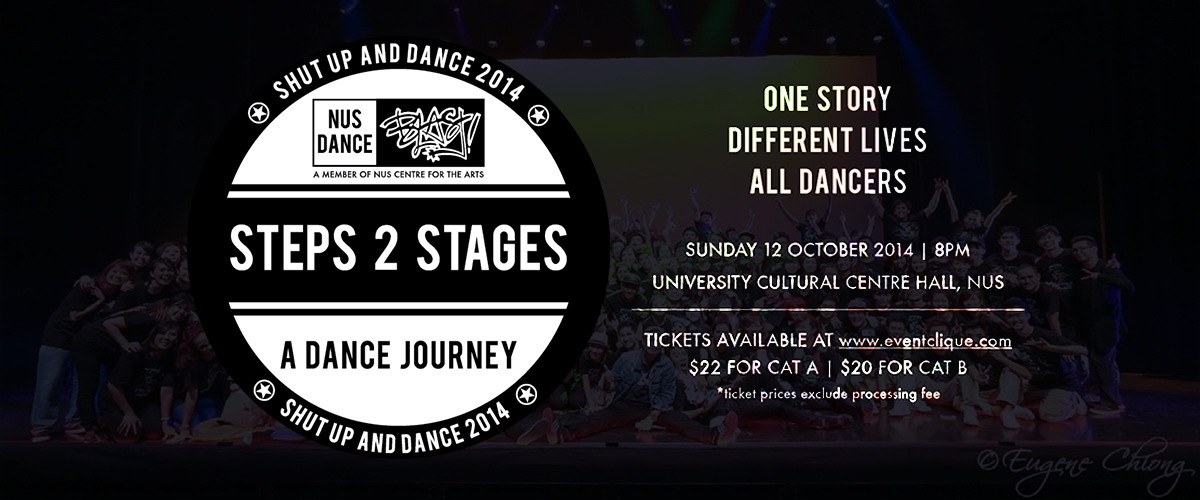 SHUT UP AND DANCE 2014
NUS
DANCE
BLAST!
A MEMBER OF NUS CENTRE FOR THE ARTS
STEPS 2 STAGES
A DANCE JOURNEY
SHUT UP AND DANCE 2014
ONE STORY
DIFFERENT LIVES
ALL DANCERS
SUNDAY 12 OCTOBER 2014 | 8PM
UNIVERSITY CULTURAL CENTRE HALL, NUS
TICKETS AVAILABLE AT www.eventclique.com
$22 FOR CAT A | $20 FOR CAT B
*ticket prices exclude processing fee
© Eugene Chiong